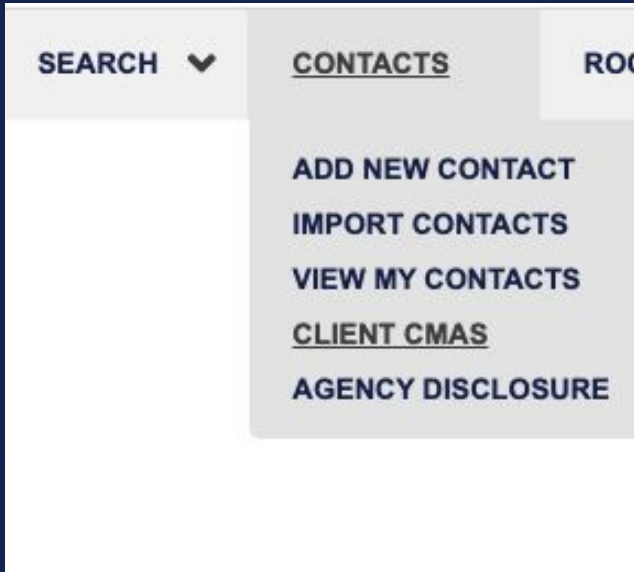 SEARCH CONTACTS
ADD NEW CONTACT
IMPORT CONTACTS
VIEW MY CONTACTS
CLIENT CMAS
AGENCY DISCLOSURE